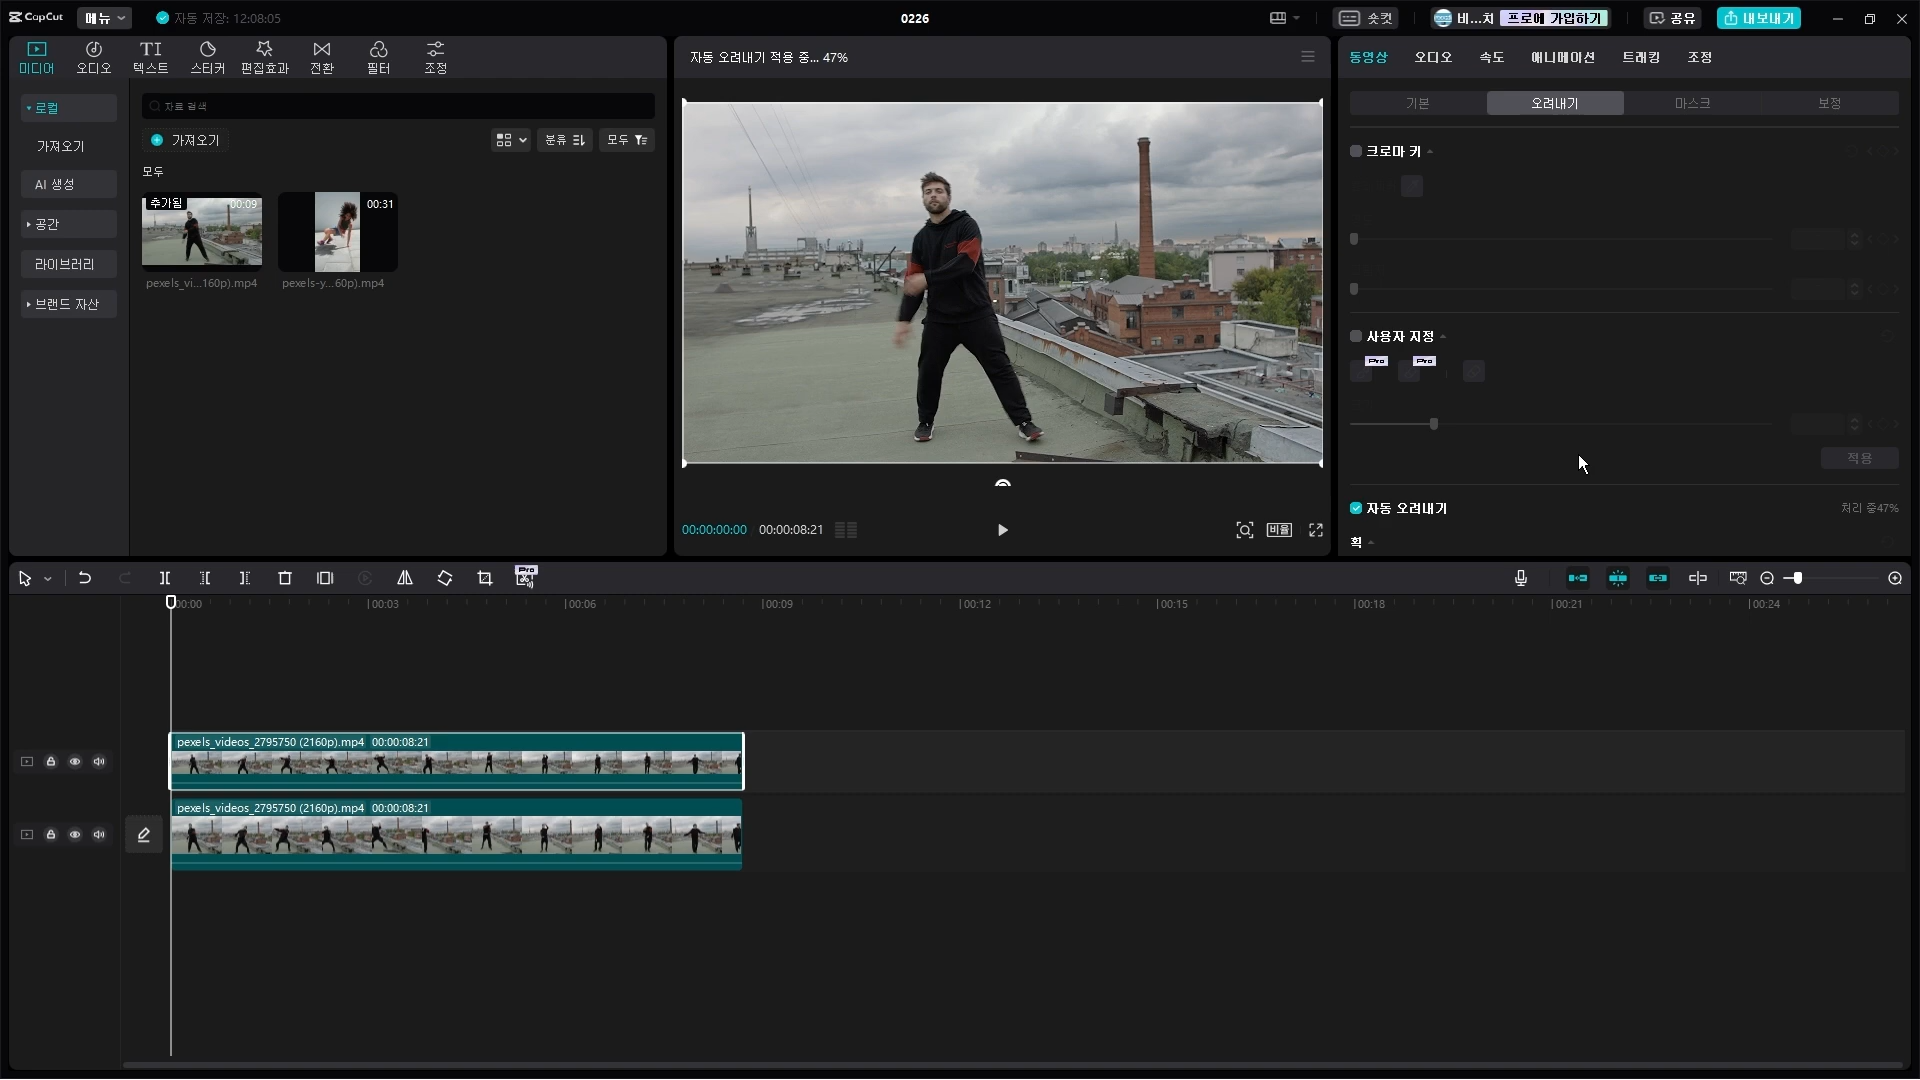 CapCut
메뉴
자동 저장: 12:08:05
0226
숏컷
비...치
프로에 가입하기
공유
내보내기
미디어
오디오
텍스트
스티커
편집효과
전환
필터
조정
로컬
가져오기
AI 생성
공간
라이브러리
브랜드 자산
자료 검색
가져오기
분류
모두
모두
추가됨
00:09
00:31
pexels_vi...160p).mp4
pexels-y...60p).mp4
자동 오려내기 적용 중... 47%
00:00:00:00
00:00:08:21
비율
동영상
오디오
속도
애니메이션
트래킹
조정
기본
오려내기
마스크
보정
크로마 키
사용자 지정
Pro
Pro
적용
자동 오려내기
처리 중47%
획
Pro
00:00
00:03
00:06
00:09
00:12
00:15
00:18
00:21
00:24
pexels_videos_2795750 (2160p).mp4 00:00:08:21
pexels_videos_2795750 (2160p).mp4 00:00:08:21